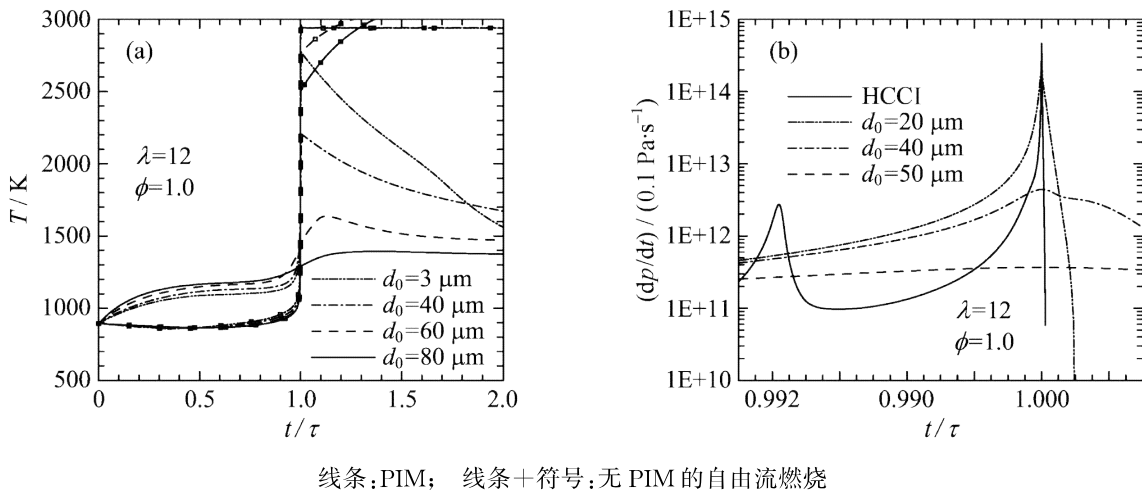 3000
2500
2000
1500
1000
500
T / K
(a)
λ=12
ϕ=1.0
d₀=3 μm
d₀=40 μm
d₀=60 μm
d₀=80 μm
0 0.5 1.0 1.5 2.0
t/τ
1E+15
1E+14
1E+13
1E+12
1E+11
1E+10
(dp/dt) / (0.1 Pa·s⁻¹)
(b)
HCCI
d₀=20 μm
d₀=40 μm
d₀=50 μm
λ=12
ϕ=1.0
0.992 0.990 1.000
t/τ
线条:PIM; 线条+符号:无 PIM 的自由流燃烧